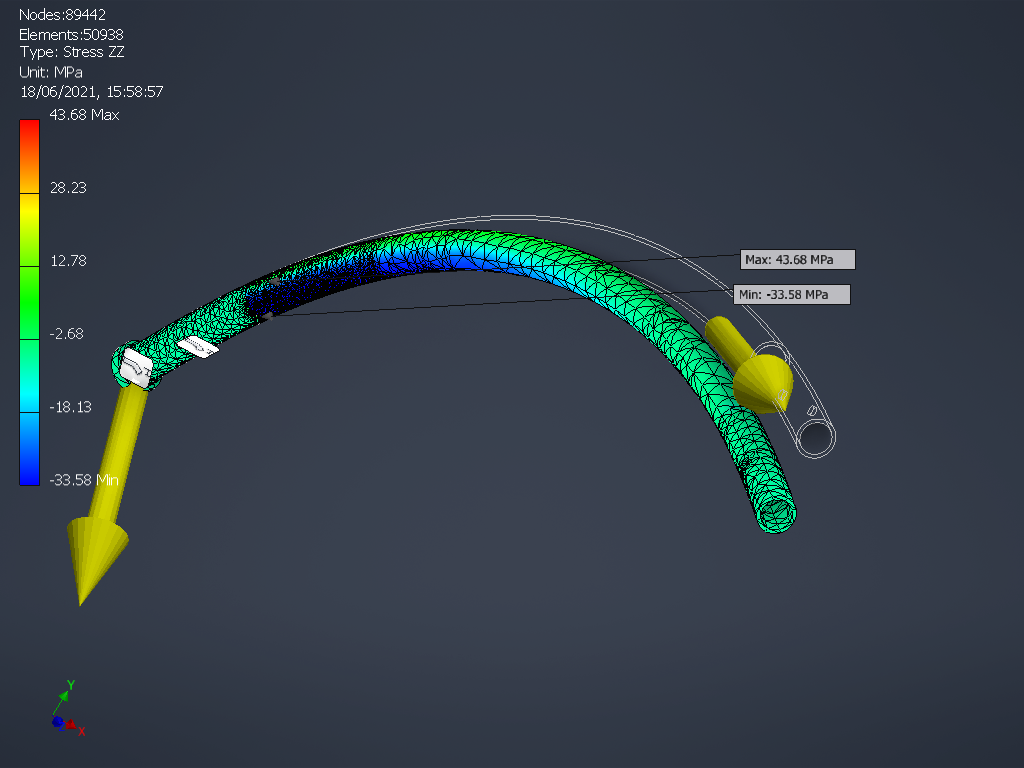 Nodes:89442
Elements:50938
Type: Stress ZZ
Unit: MPa
18/06/2021, 15:58:57
43.68 Max
28.23
12.78
-2.68
-18.13
-33.58 Min
Max: 43.68 MPa
Min: -33.58 MPa
Y
X